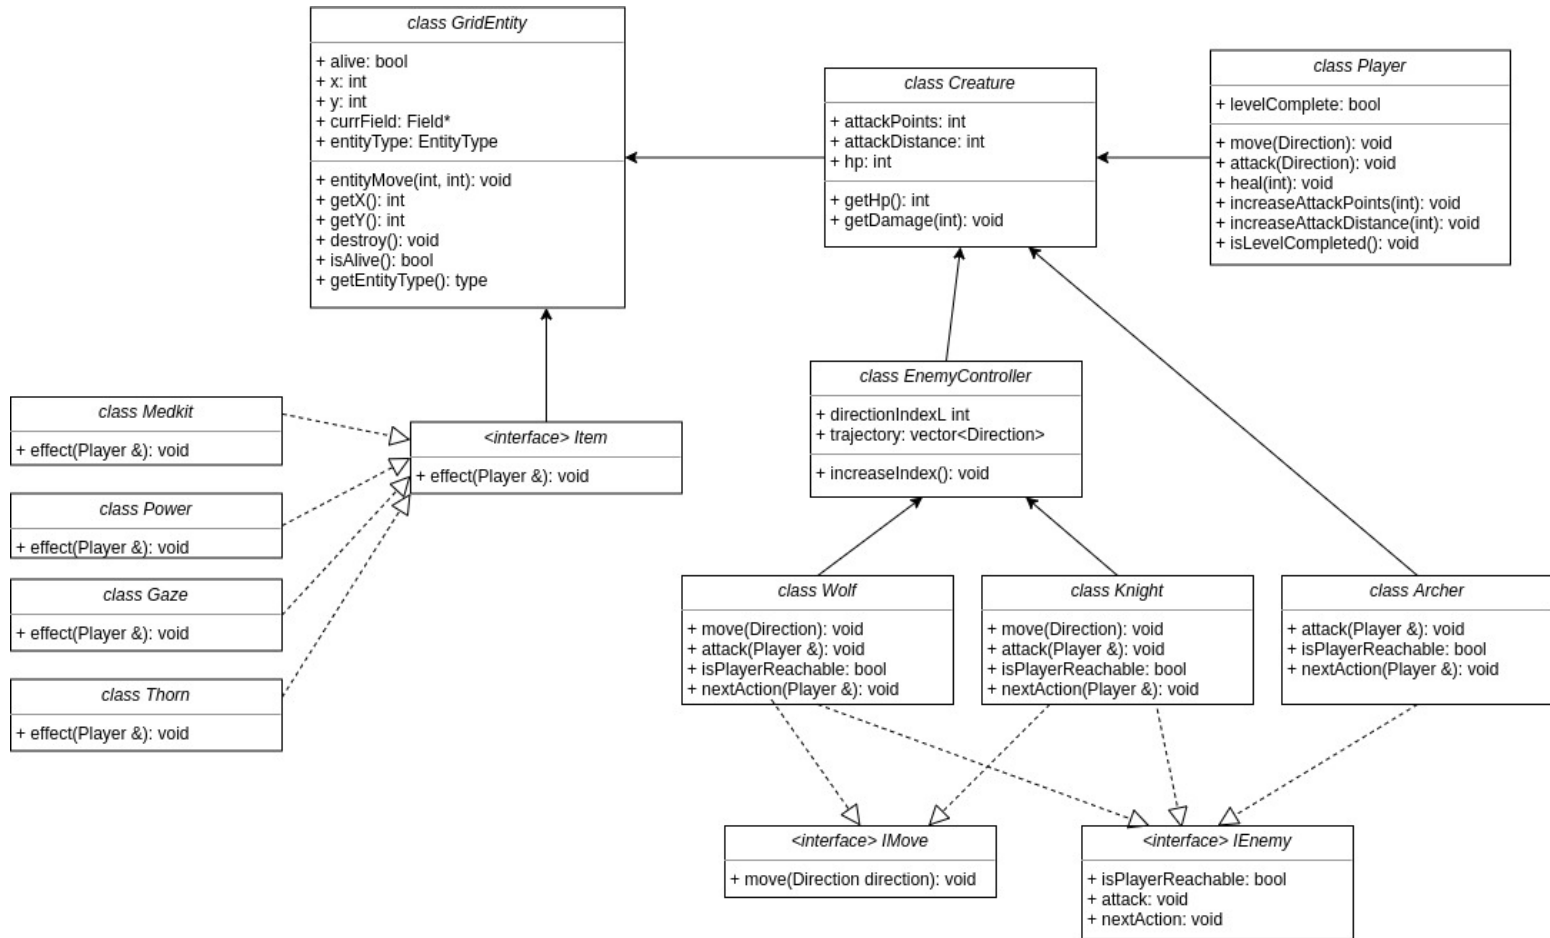 class GridEntity
+ alive: bool
+ x: int
+ y: int
+ currField: Field*
+ entityType: EntityType
+ entityMove(int, int): void
+ getX(): int
+ getY(): int
+ destroy(): void
+ isAlive(): bool
+ getEntityType(): type
class Creature
+ attackPoints: int
+ attackDistance: int
+ hp: int
+ getHp(): int
+ getDamage(int): void
class Player
+ levelComplete: bool
+ move(Direction): void
+ attack(Direction): void
+ heal(int): void
+ increaseAttackPoints(int): void
+ increaseAttackDistance(int): void
+ isLevelCompleted(): void
class EnemyController
+ directionIndexL int
+ trajectory: vector<Direction>
+ increaseIndex(): void
class Medkit
+ effect(Player &): void
<interface> Item
+ effect(Player &): void
class Power
+ effect(Player &): void
class Gaze
+ effect(Player &): void
class Thorn
+ effect(Player &): void
class Wolf
+ move(Direction): void
+ attack(Player &): void
+ isPlayerReachable: bool
+ nextAction(Player &): void
class Knight
+ move(Direction): void
+ attack(Player &): void
+ isPlayerReachable: bool
+ nextAction(Player &): void
class Archer
+ attack(Player &): void
+ isPlayerReachable: bool
+ nextAction(Player &): void
<interface> IMove
+ move(Direction direction): void
<interface> IEnemy
+ isPlayerReachable: bool
+ attack: void
+ nextAction: void